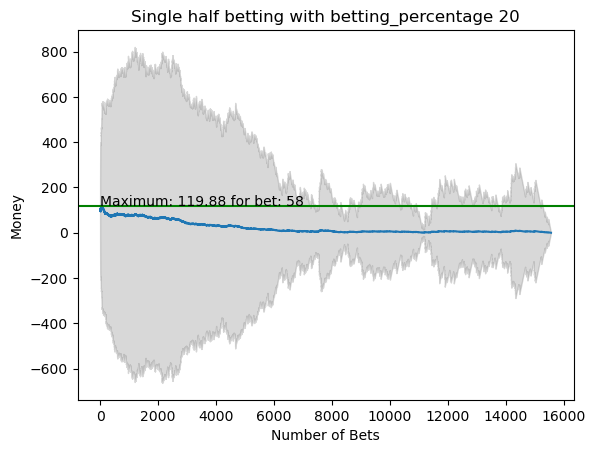 Single half betting with betting_percentage 20
Money
800
600
400
200
0
−200
−400
−600
Maximum: 119.88 for bet: 58
0 2000 4000 6000 8000 10000 12000 14000 16000
Number of Bets